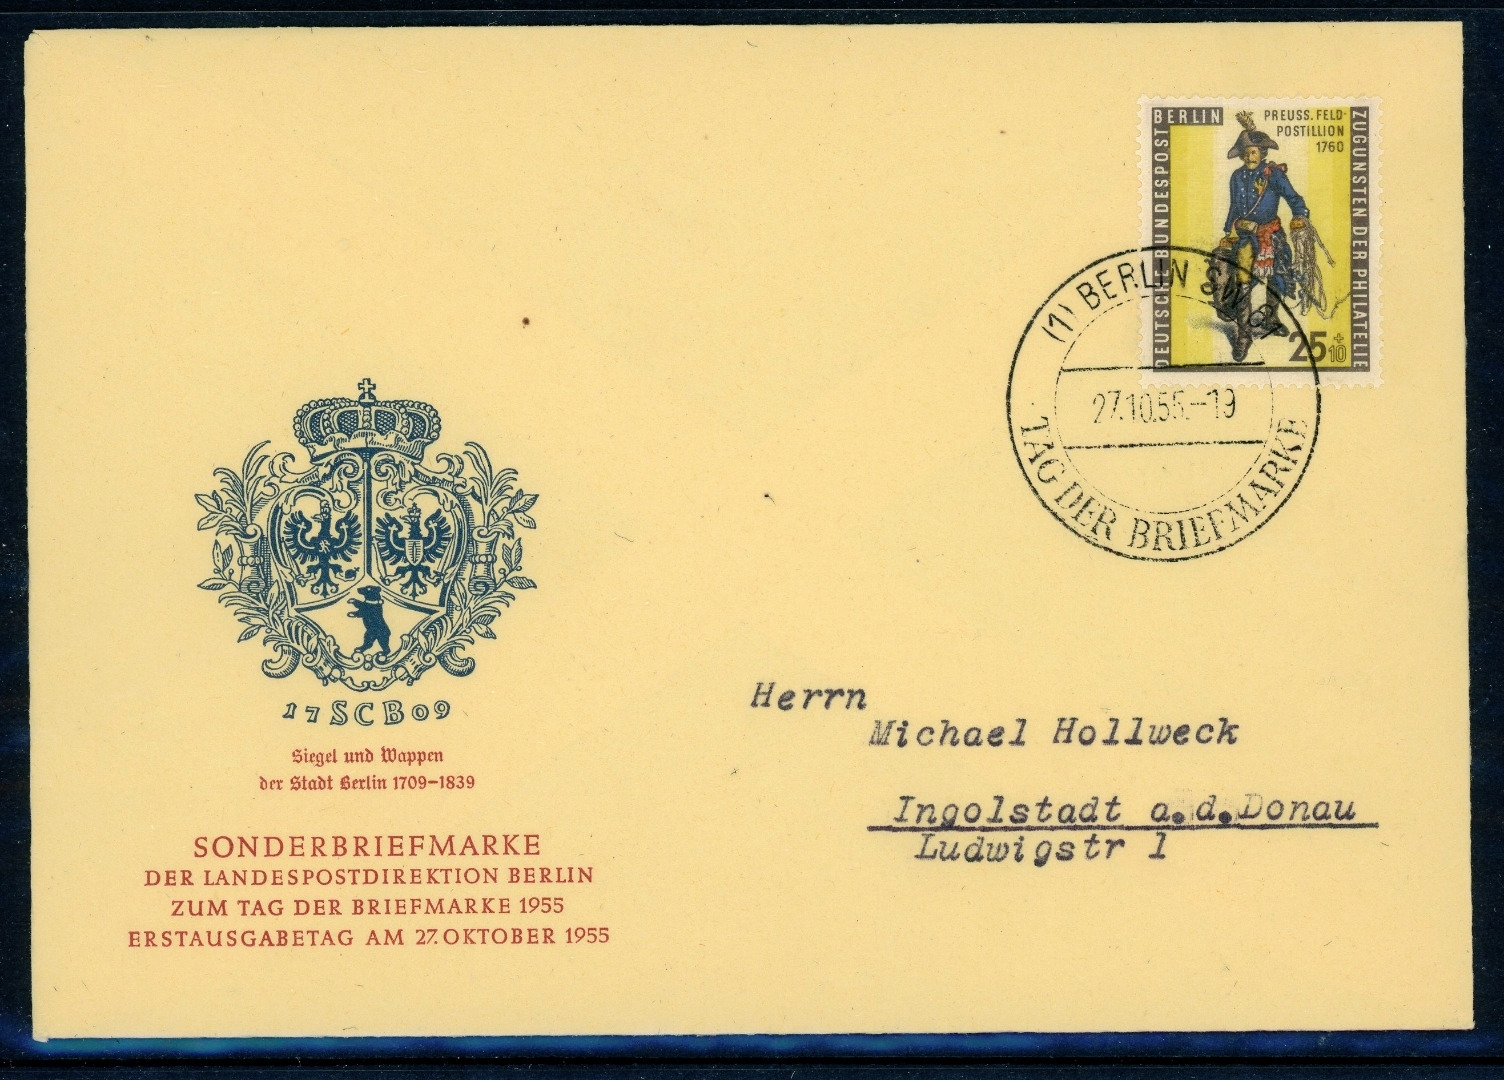 DEUTSCHE BUNDESPOST
BERLIN
PREUSS. FELD-
POSTILLION
1760
ZUGUNSTEN DER PHILATELIE
25 + 10
(1) BERLIN SW 61
27.10.55.-19
TAG DER BRIEFMARKE
17 SCB 09
Siegel und Wappen
der Stadt Berlin 1709-1839
SONDERBRIEFMARKE
DER LANDESPOSTDIREKTION BERLIN
ZUM TAG DER BRIEFMARKE 1955
ERSTAUSGABETAG AM 27. OKTOBER 1955
Herrn
Michael Hollweck
Ingolstadt a.d.Donau
Ludwigstr 1